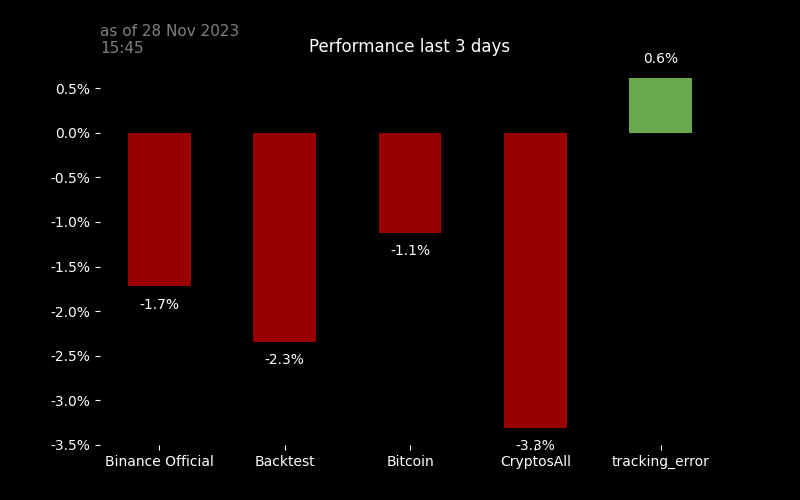 as of 28 Nov 2023
15:45
Performance last 3 days
0.6%
0.5%
0.0%
-0.5%
-1.0%
-1.5%
-2.0%
-2.5%
-3.0%
-3.5%
-1.7%
-2.3%
-1.1%
-3.3%
Binance Official
Backtest
Bitcoin
CryptosAll
tracking_error